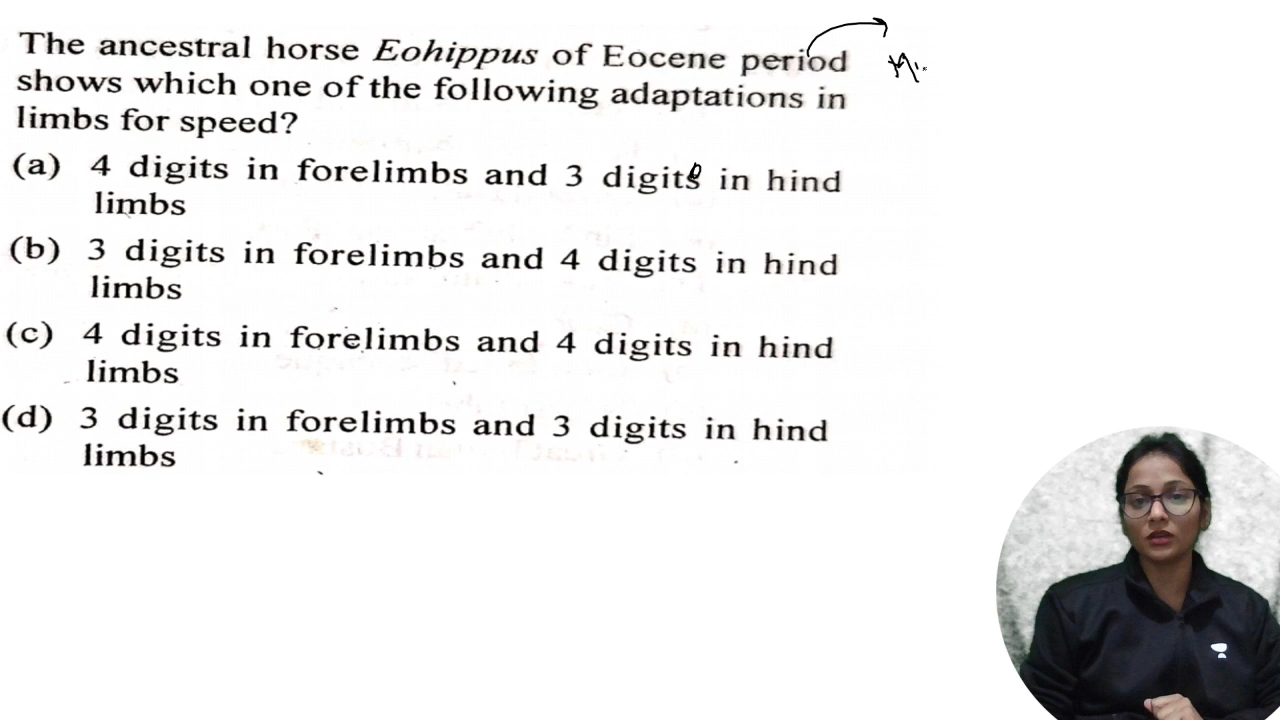 The ancestral horse Eohippus of Eocene period
shows which one of the following adaptations in
limbs for speed?
(a) 4 digits in forelimbs and 3 digits in hind
limbs
(b) 3 digits in forelimbs and 4 digits in hind
limbs
(c) 4 digits in forelimbs and 4 digits in hind
limbs
(d) 3 digits in forelimbs and 3 digits in hind
limbs